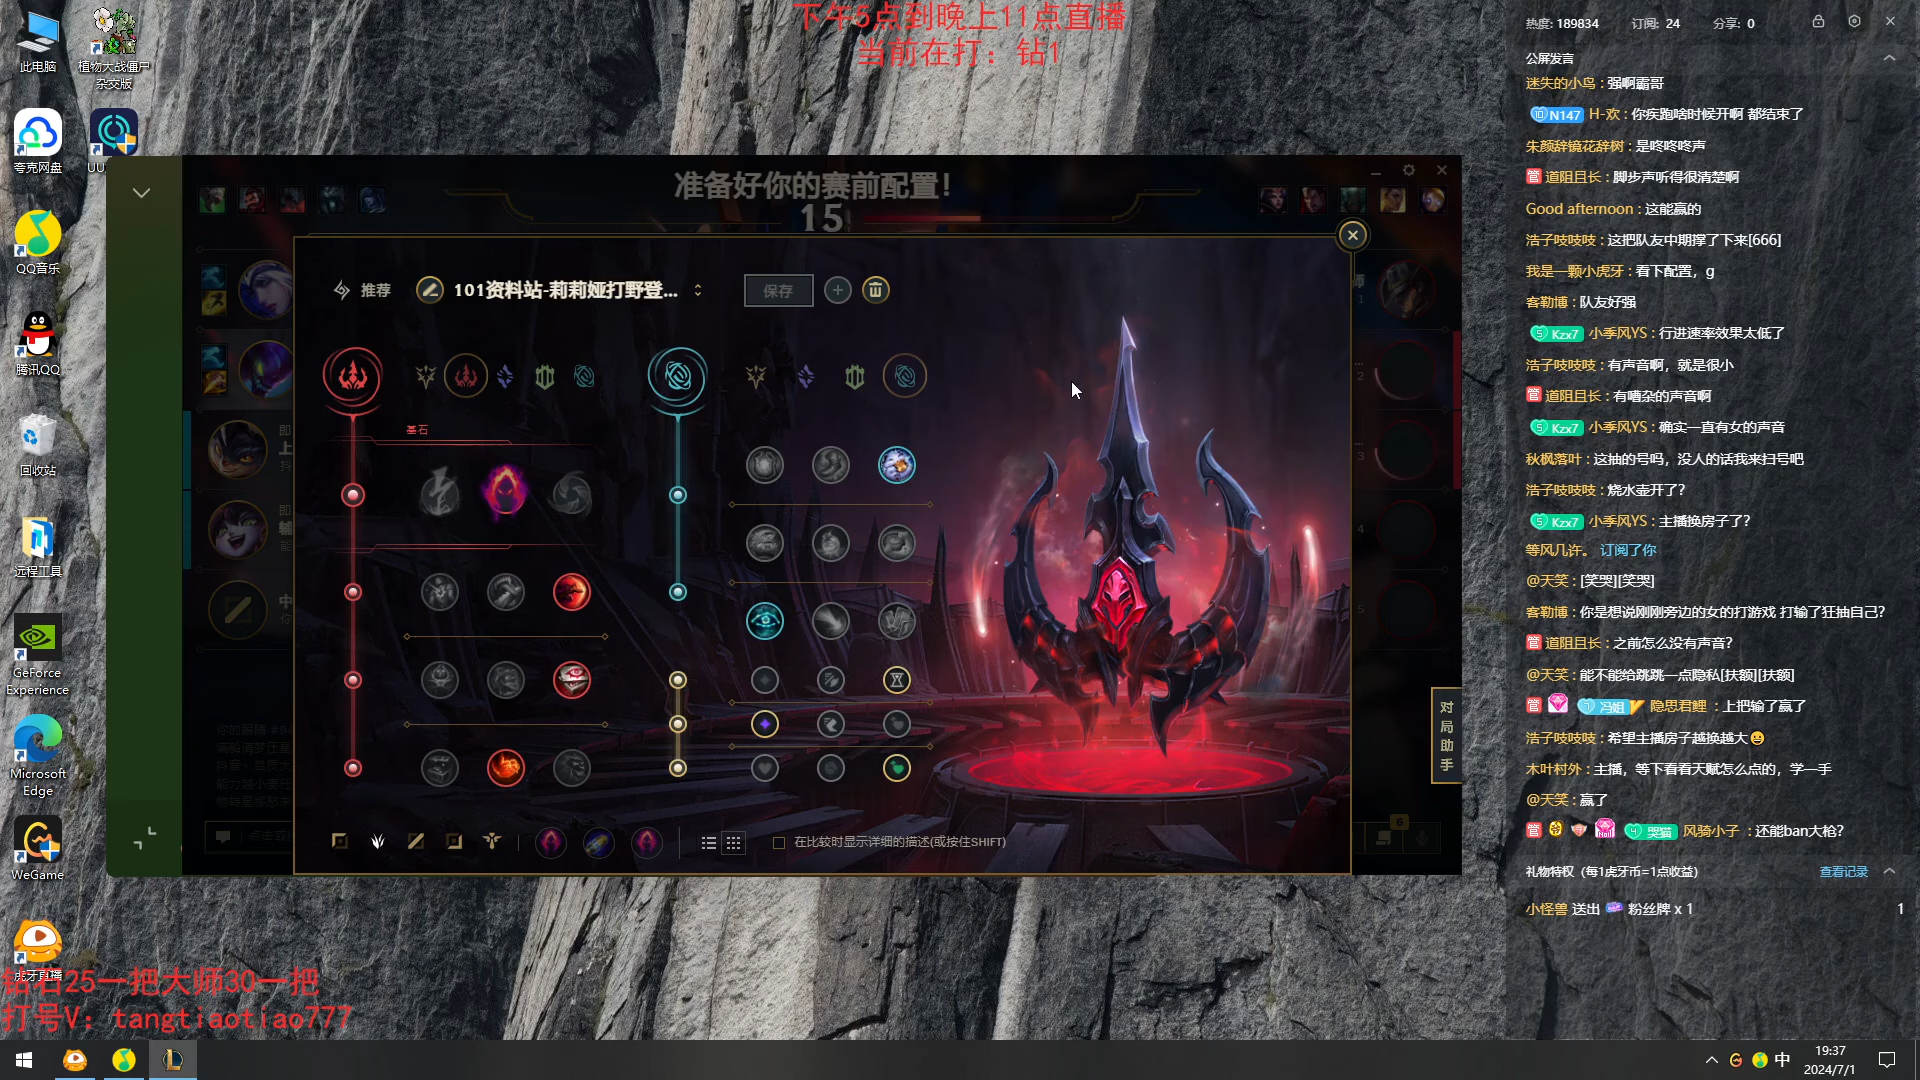 下午5点到晚上11点直播
当前在打：钻1
此电脑
植物大战僵尸
杂交版
夸克网盘
UU
QQ音乐
腾讯QQ
回收站
远程工具
GeForce
Experience
Microsoft
Edge
WeGame
虎牙直播
钻石25一把大师30一把
打号V；tangtiaotiao777
准备好你的赛前配置！
15
推荐
101资料站-莉莉娅打野登...
保存
基石
在比较时显示详细的描述(或按住SHIFT)
对局助手
6
热度: 189834
订阅: 24
分享: 0
公屏发言
迷失的小鸟 : 强啊霸哥
N147 H-欢 : 你疾跑啥时候开啊 都结束了
朱颜辞镜花辞树 : 是咚咚咚声
管 道阻且长 : 脚步声听得很清楚啊
Good afternoon : 这能赢的
浩子吱吱吱 : 这把队友中期撑了下来[666]
我是一颗小虎牙 : 看下配置，g
客勒博 : 队友好强
5 Kzx7 小季风YS : 行进速率效果太低了
浩子吱吱吱 : 有声音啊，就是很小
管 道阻且长 : 有嘈杂的声音啊
5 Kzx7 小季风YS : 确实一直有女的声音
秋枫落叶 : 这抽的号吗，没人的话我来扫号吧
浩子吱吱吱 : 烧水壶开了?
5 Kzx7 小季风YS : 主播换房子了?
等风几许。 订阅了你
@天笑 : [笑哭][笑哭]
客勒博 : 你是想说刚刚旁边的女的打游戏 打输了狂抽自己?
管 道阻且长 : 之前怎么没有声音?
@天笑 : 能不能给跳跳一点隐私[扶额][扶额]
管 冯姐 隐思君鲤 : 上把输了赢了
浩子吱吱吱 : 希望主播房子越换越大
木叶村外 : 主播，等下看看天赋怎么点的，学一手
@天笑 : 赢了
管 哭猫 风骑小子 : 还能ban大枪?
礼物特权（每1虎牙币=1点收益）
查看记录
小怪兽 送出 粉丝牌 x 1
1
中
19:37
2024/7/1